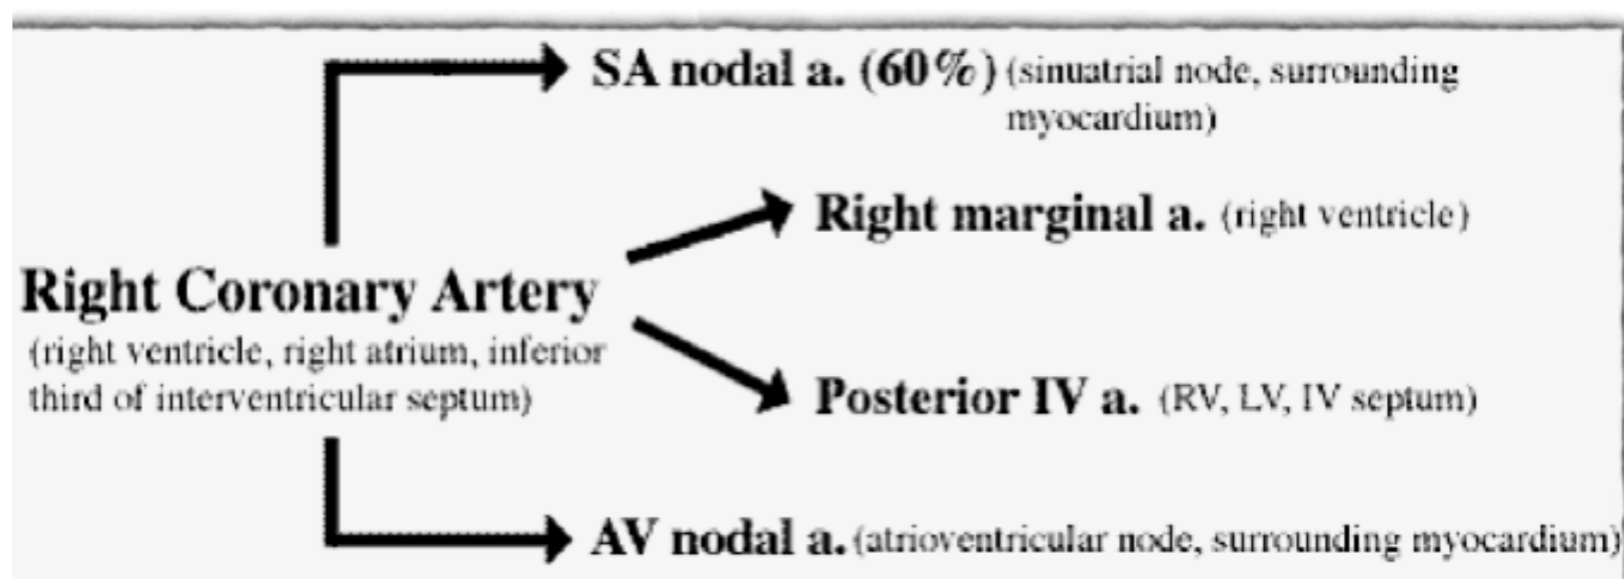 SA nodal a. (60%) (sinuatrial node, surrounding
myocardium)
Right marginal a. (right ventricle)
Right Coronary Artery
(right ventricle, right atrium, inferior
third of interventricular septum)
Posterior IV a. (RV, LV, IV septum)
AV nodal a. (atrioventricular node, surrounding myocardium)